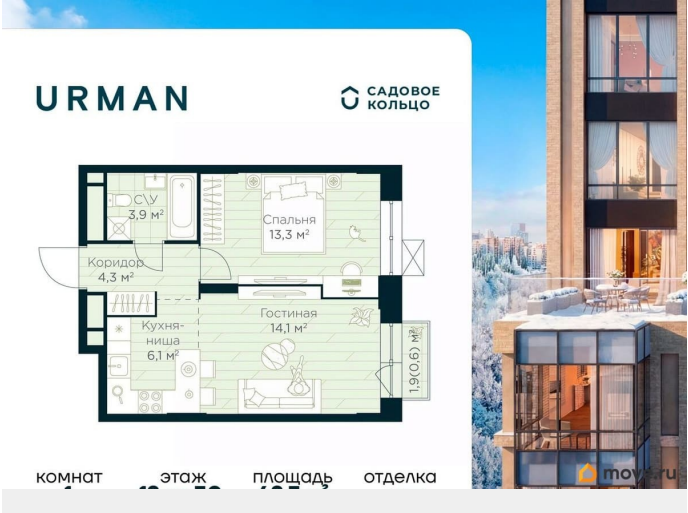 URMAN
САДОВОЕ
КОЛЬЦО
С\У
3,9 м²
Спальня
13,3 м²
Коридор
4,3 м²
Кухня-
ниша
6,1 м²
Гостиная
14,1 м²
1,9(0,6) м²
комнат этаж площадь отделка
move.ru